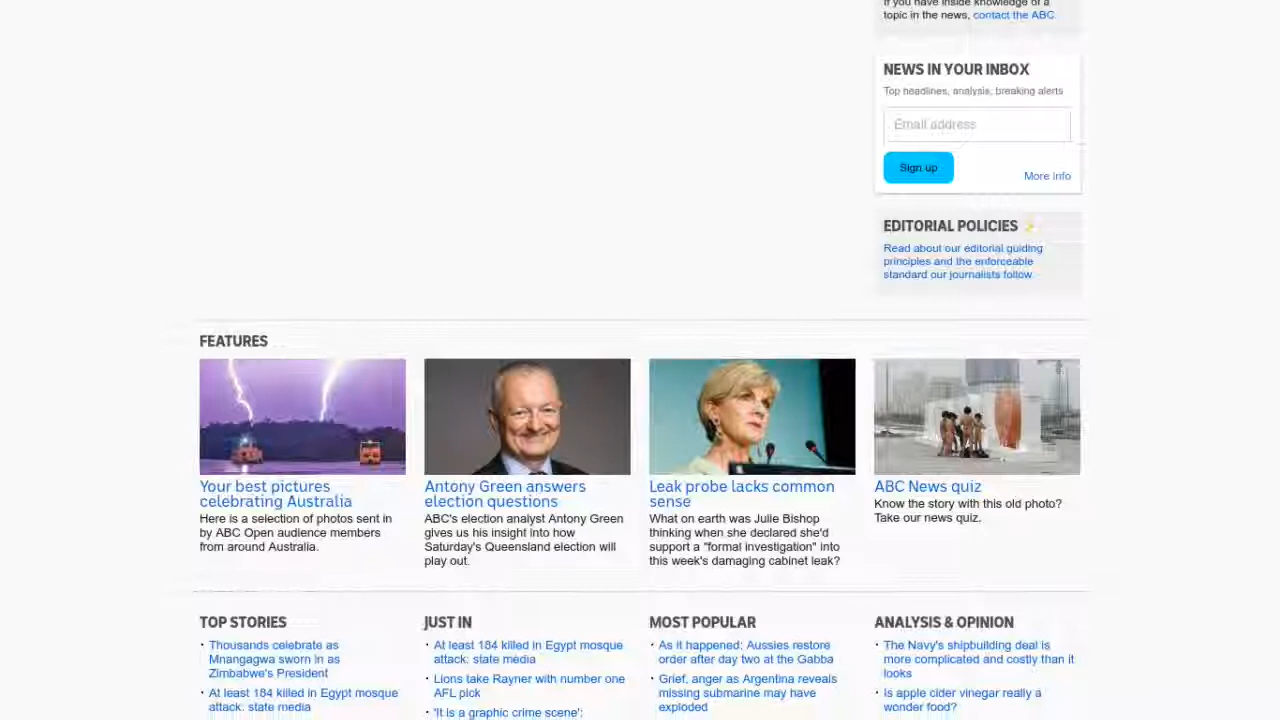 If you have inside knowledge of a
topic in the news, contact the ABC.
NEWS IN YOUR INBOX
Top headlines, analysis, breaking alerts
Email address
Sign up
More info
EDITORIAL POLICIES
Read about our editorial guiding
principles and the enforceable
standard our journalists follow.
FEATURES
Your best pictures
celebrating Australia
Here is a selection of photos sent in
by ABC Open audience members
from around Australia.
Antony Green answers
election questions
ABC's election analyst Antony Green
gives us his insight into how
Saturday's Queensland election will
play out.
Leak probe lacks common
sense
What on earth was Julie Bishop
thinking when she declared she'd
support a "formal investigation" into
this week's damaging cabinet leak?
ABC News quiz
Know the story with this old photo?
Take our news quiz.
TOP STORIES
Thousands celebrate as
Mnangagwa sworn in as
Zimbabwe's President
At least 184 killed in Egypt mosque
attack: state media
JUST IN
At least 184 killed in Egypt mosque
attack: state media
Lions take Rayner with number one
AFL pick
'It is a graphic crime scene':
MOST POPULAR
As it happened: Aussies restore
order after day two at the Gabba
Grief, anger as Argentina reveals
missing submarine may have
exploded
ANALYSIS & OPINION
The Navy's shipbuilding deal is
more complicated and costly than it
looks
Is apple cider vinegar really a
wonder food?